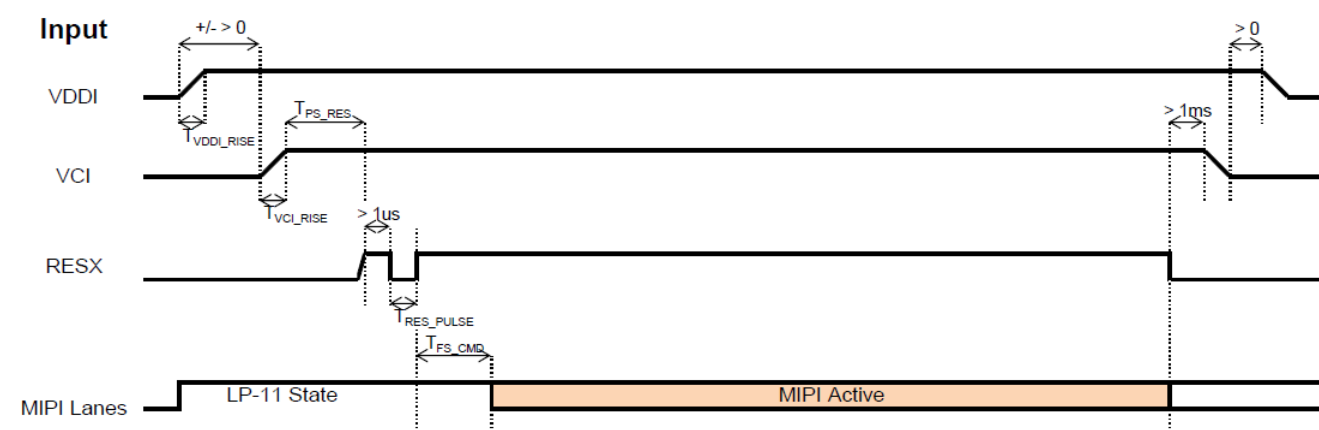 Input
+/- > 0
> 0
VDDI
T_PS_RES
> 1ms
T_VDDI_RISE
VCI
T_VCI_RISE
> 1us
RESX
T_RES_PULSE
T_FS_CMD
LP-11 State
MIPI Active
MIPI Lanes